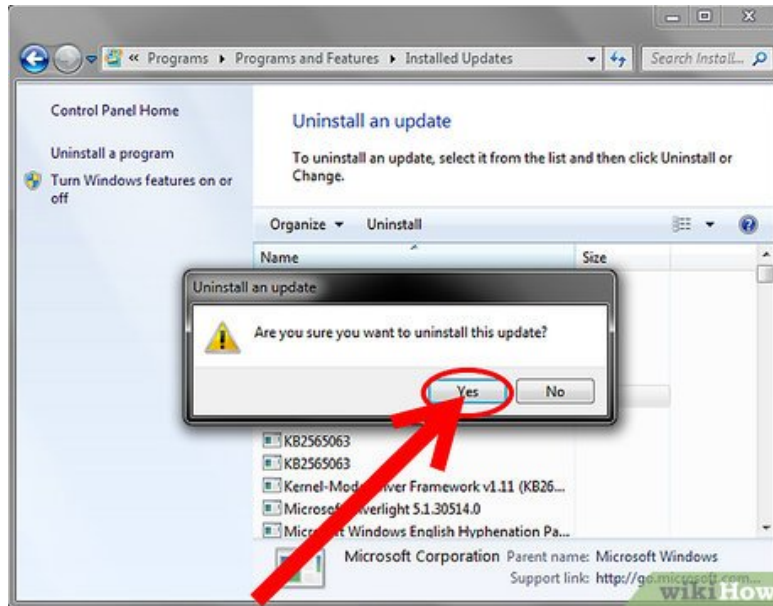 « Programs ▸ Programs and Features ▸ Installed Updates
Search Install...
Control Panel Home
Uninstall a program
Turn Windows features on or
off
Uninstall an update
To uninstall an update, select it from the list and then click Uninstall or
Change.
Organize Uninstall
Name Size
Uninstall an update
Are you sure you want to uninstall this update?
Yes No
KB2565063
KB2565063
Kernel-Mode Driver Framework v1.11 (KB26...
Microsoft Silverlight 5.1.30514.0
Microsoft Windows English Hyphenation Pa...
Microsoft Corporation Parent name: Microsoft Windows
Support link: http://go.microsoft.com...
wikiHow